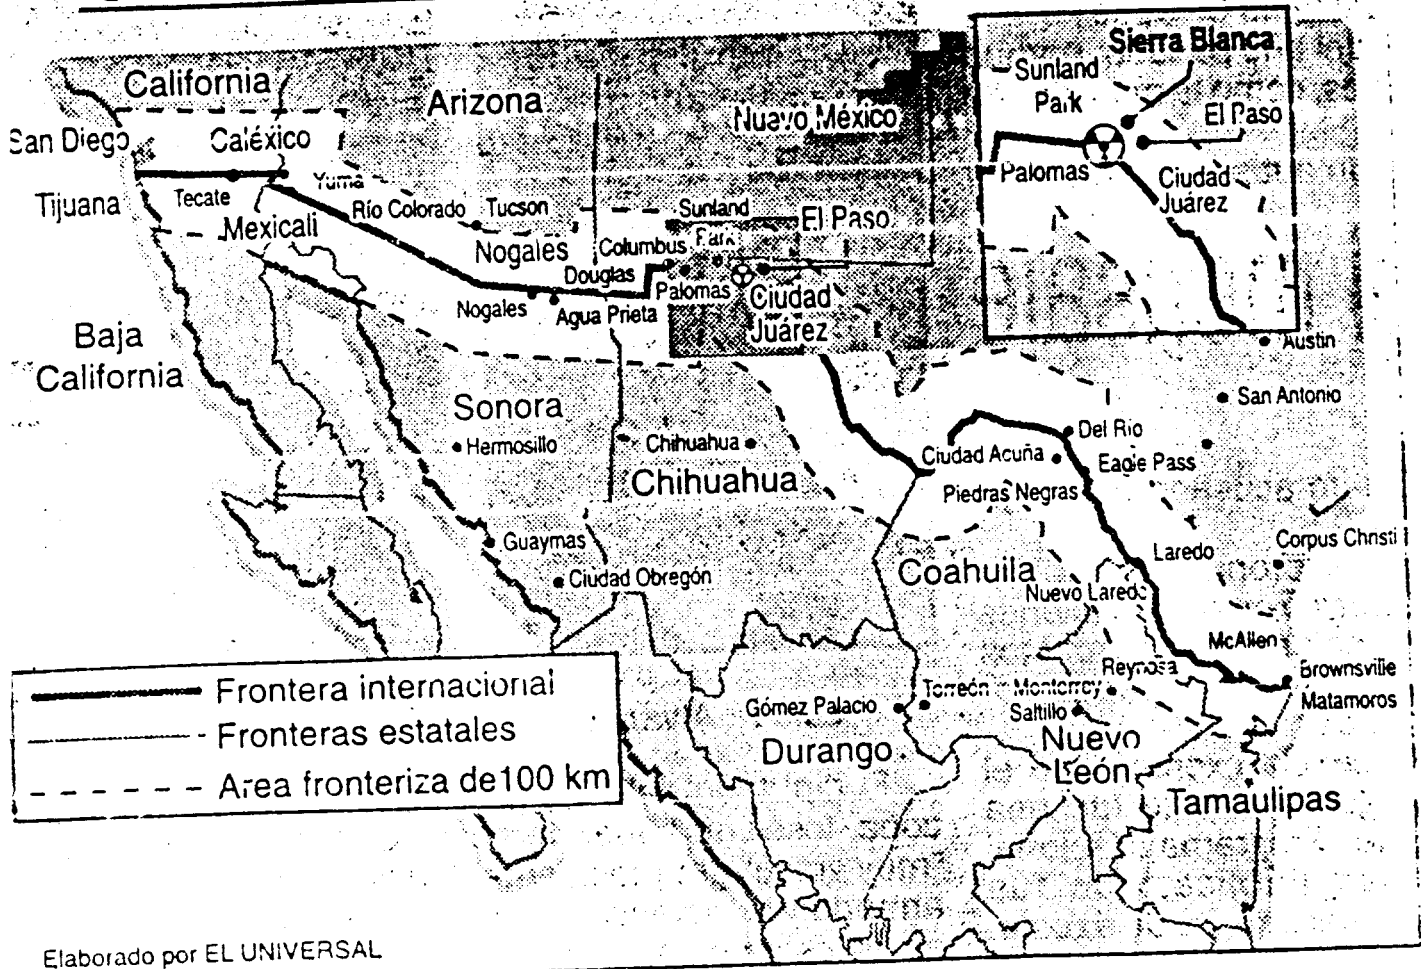 Sierra Blanca
Sunland
Park
El Paso
Palomas
Ciudad
Juárez
California
Arizona
Nuevo México
San Diego
Caléxico
Tijuana
Tecate
Yuma
Mexicali
Río Colorado
Tucson
Nogales
Sunland
Park
El Paso
Columbus
Douglas
Palomas
Nogales
Agua Prieta
Ciudad
Juárez
Baja
California
Sonora
Hermosillo
Chihuahua
Chihuahua
Guaymas
Ciudad Obregón
Austin
San Antonio
Del Río
Ciudad Acuña
Eagle Pass
Piedras Negras
Coahuila
Laredo
Corpus Christi
Nuevo Laredo
McAllen
Reynosa
Brownsville
Matamoros
Torreón
Monterrey
Gómez Palacio
Saltillo
Durango
Nuevo
León
Tamaulipas
Frontera internacional
Fronteras estatales
Area fronteriza de 100 km
Elaborado por EL UNIVERSAL